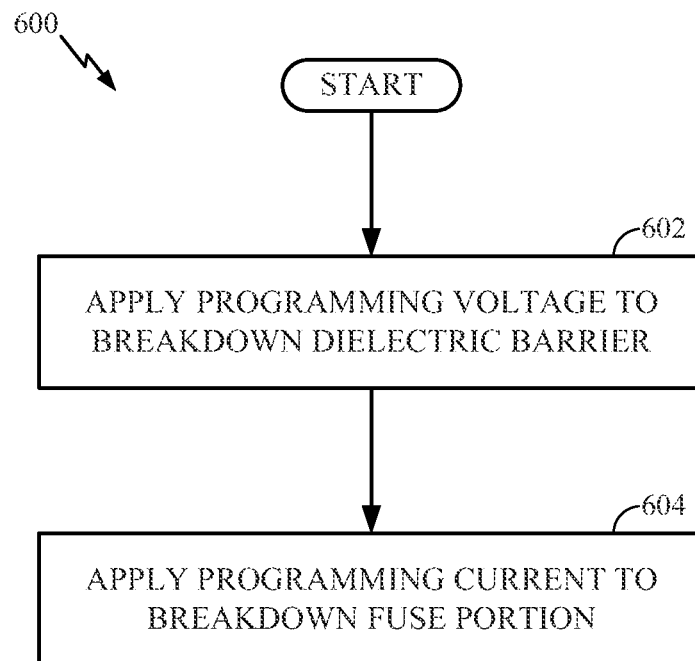 600
START
602
APPLY PROGRAMMING VOLTAGE TO
BREAKDOWN DIELECTRIC BARRIER
604
APPLY PROGRAMMING CURRENT TO
BREAKDOWN FUSE PORTION